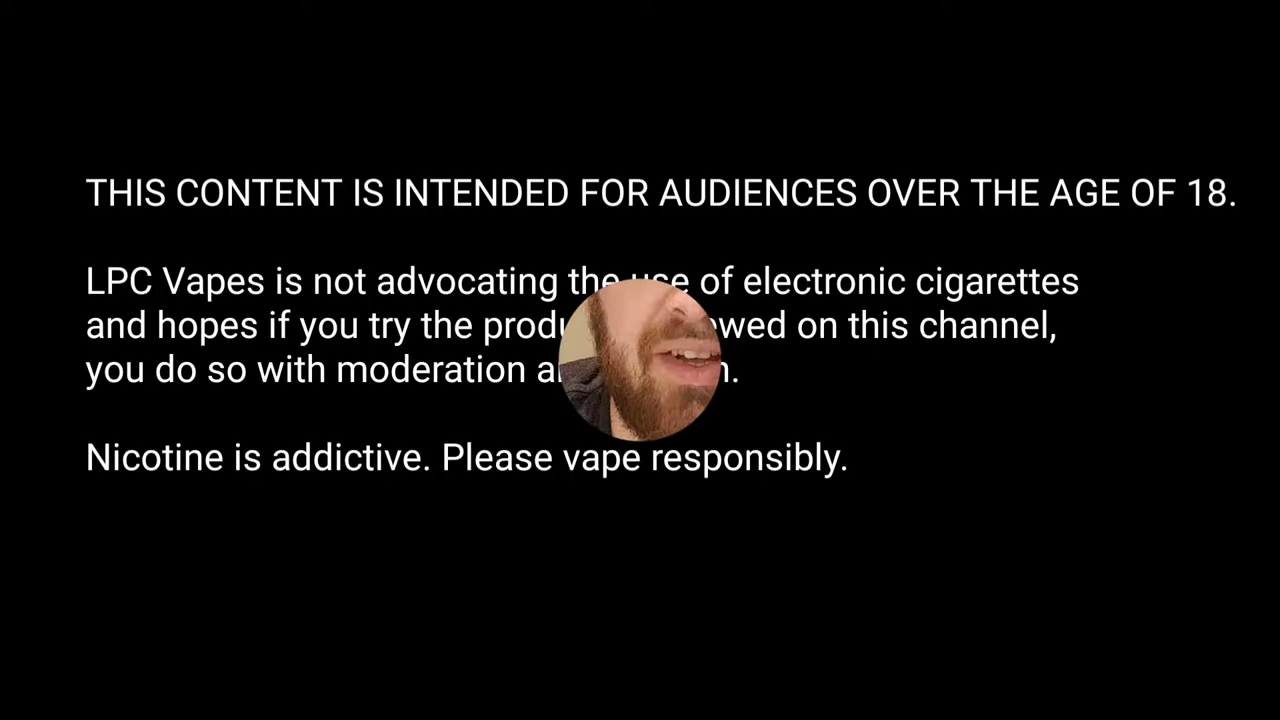 THIS CONTENT IS INTENDED FOR AUDIENCES OVER THE AGE OF 18.
LPC Vapes is not advocating the use of electronic cigarettes
and hopes if you try the on this channel,
you do so with moderation
Nicotine is addictive. Please vape responsibly.